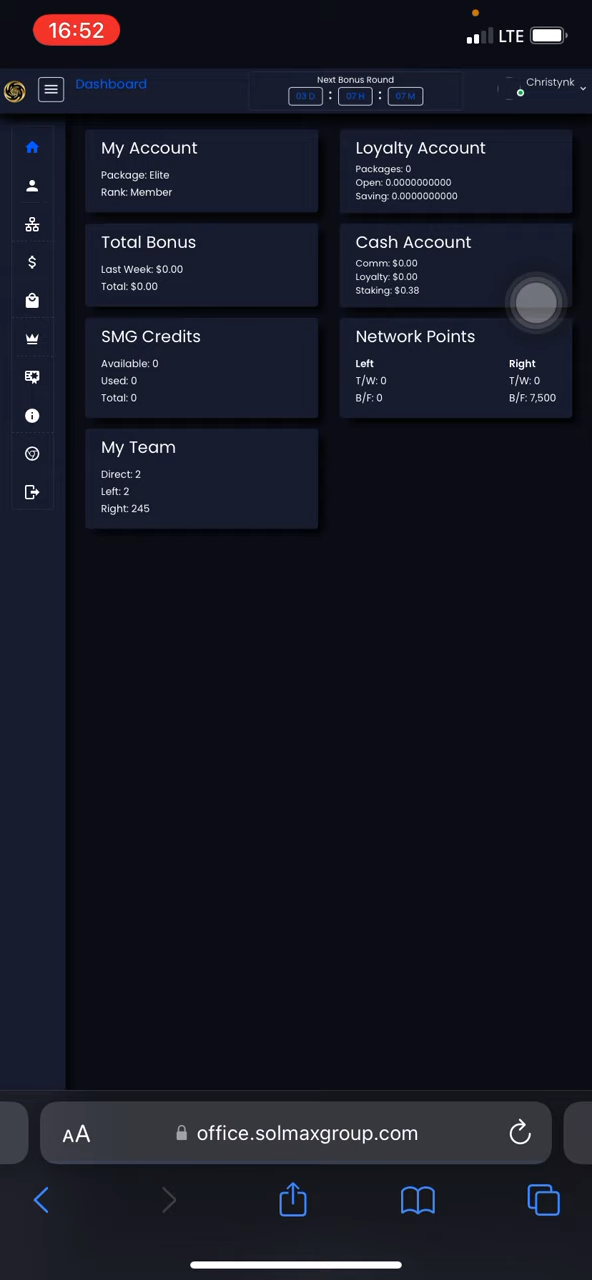 16:52
LTE
Dashboard
Next Bonus Round
03 D : 07 H : 07 M
Christynk
My Account
Package: Elite
Rank: Member
Loyalty Account
Packages: 0
Open: 0.0000000000
Saving: 0.0000000000
Total Bonus
Last Week: $0.00
Total: $0.00
Cash Account
Comm: $0.00
Loyalty: $0.00
Staking: $0.38
SMG Credits
Available: 0
Used: 0
Total: 0
Network Points
Left Right
T/W: 0 T/W: 0
B/F: 0 B/F: 7,500
My Team
Direct: 2
Left: 2
Right: 245
AA office.solmaxgroup.com